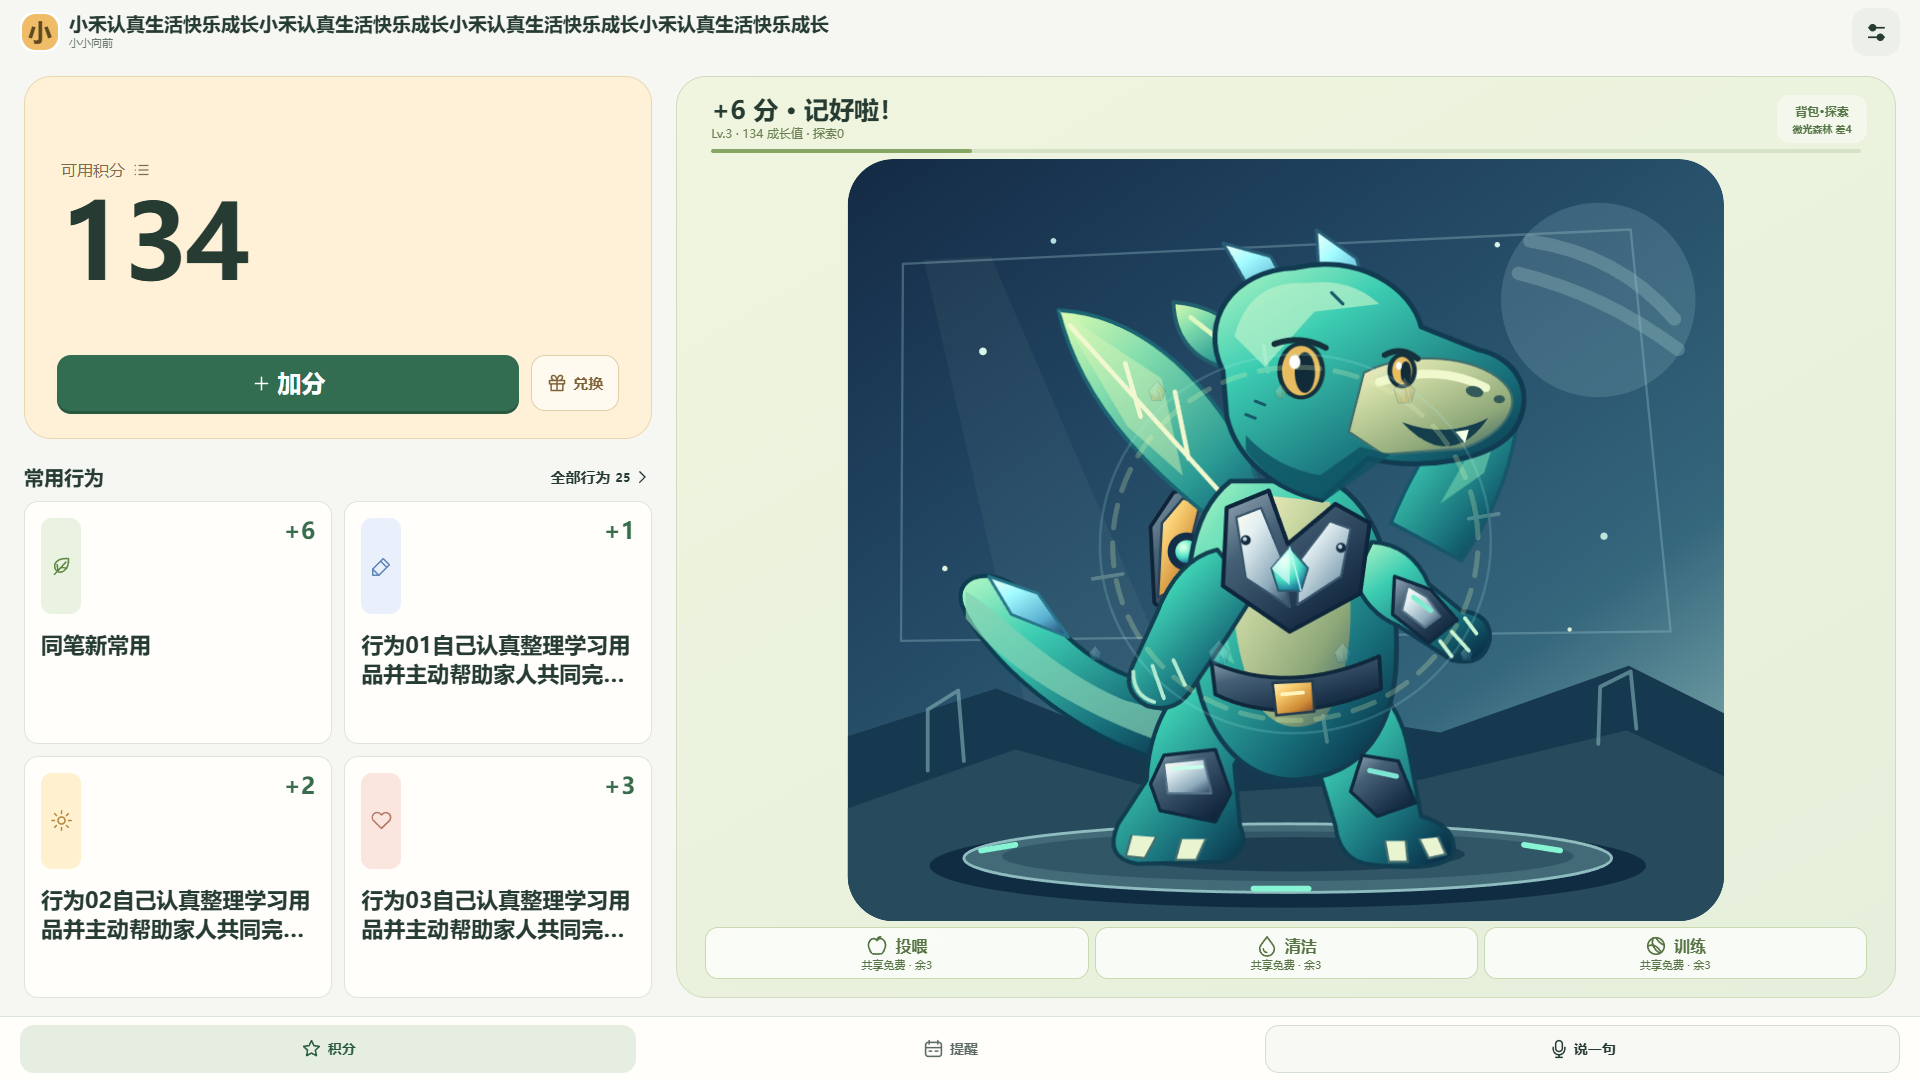 小
小禾认真生活快乐成长小禾认真生活快乐成长小禾认真生活快乐成长小禾认真生活快乐成长
小小向前
可用积分
134
+ 加分
兑换
常用行为
全部行为 25
+6
同笔新常用
+1
行为01自己认真整理学习用
品并主动帮助家人共同完...
+2
行为02自己认真整理学习用
品并主动帮助家人共同完...
+3
行为03自己认真整理学习用
品并主动帮助家人共同完...
+6 分 · 记好啦!
Lv.3 · 134 成长值 · 探索0
背包·探索
微光森林 差4
投喂
共享免费 · 余3
清洁
共享免费 · 余3
训练
共享免费 · 余3
积分
提醒
说一句